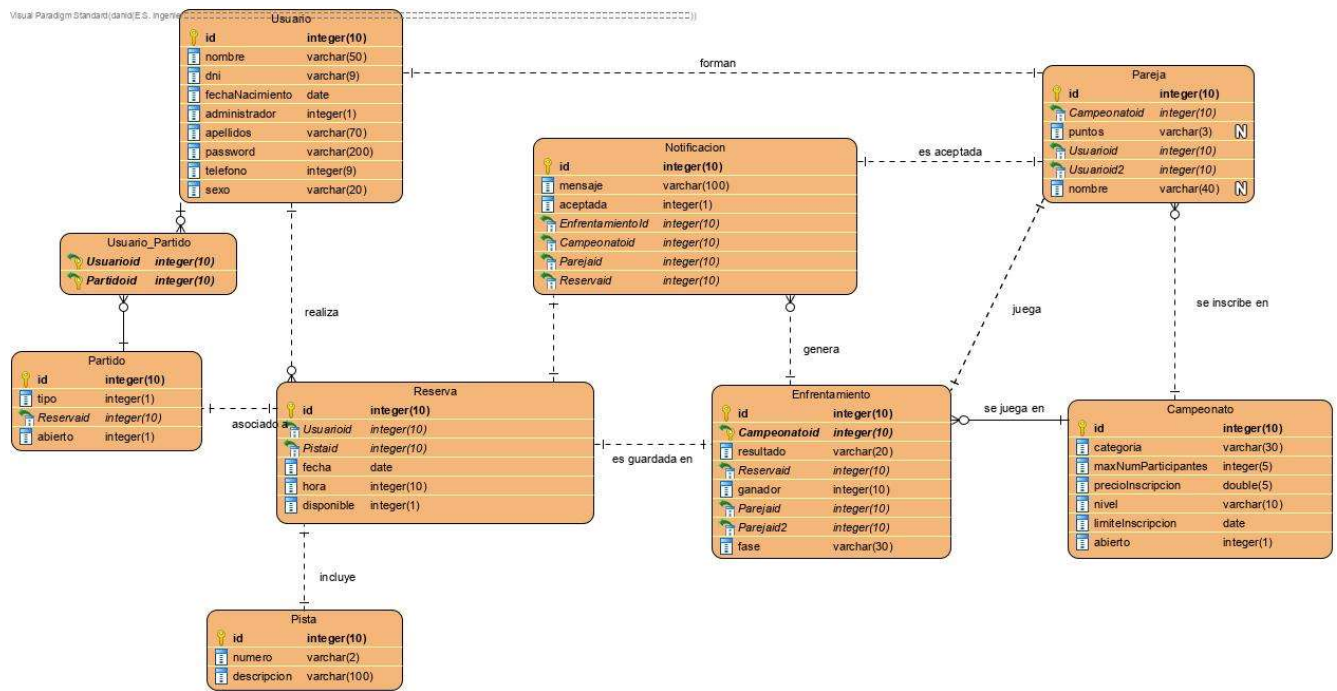 Visual Paradigm Standard(danid(E.S. Ingenie
Usuario
id integer(10)
nombre varchar(50)
dni varchar(9)
fechaNacimiento date
administrador integer(1)
apellidos varchar(70)
password varchar(200)
telefono integer(9)
sexo varchar(20)
forman
Pareja
id integer(10)
Campeonatoid integer(10)
puntos varchar(3) N
Usuarioid integer(10)
Usuarioid2 integer(10)
nombre varchar(40) N
Notificacion
id integer(10)
mensaje varchar(100)
aceptada integer(1)
EnfrentamientoId integer(10)
Campeonatoid integer(10)
Parejaid integer(10)
Reservaid integer(10)
es aceptada
Usuario_Partido
Usuarioid integer(10)
Partidoid integer(10)
realiza
juega
se inscribe en
genera
Partido
id integer(10)
tipo integer(1)
Reservaid integer(10)
abierto integer(1)
asociado a
Reserva
id integer(10)
Usuarioid integer(10)
Pistaid integer(10)
fecha date
hora integer(10)
disponible integer(1)
es guardada en
Enfrentamiento
id integer(10)
Campeonatoid integer(10)
resultado varchar(20)
Reservaid integer(10)
ganador integer(10)
Parejaid integer(10)
Parejaid2 integer(10)
fase varchar(30)
se juega en
Campeonato
id integer(10)
categoria varchar(30)
maxNumParticipantes integer(5)
precioInscripcion double(5)
nivel varchar(10)
limiteInscripcion date
abierto integer(1)
incluye
Pista
id integer(10)
numero varchar(2)
descripcion varchar(100)